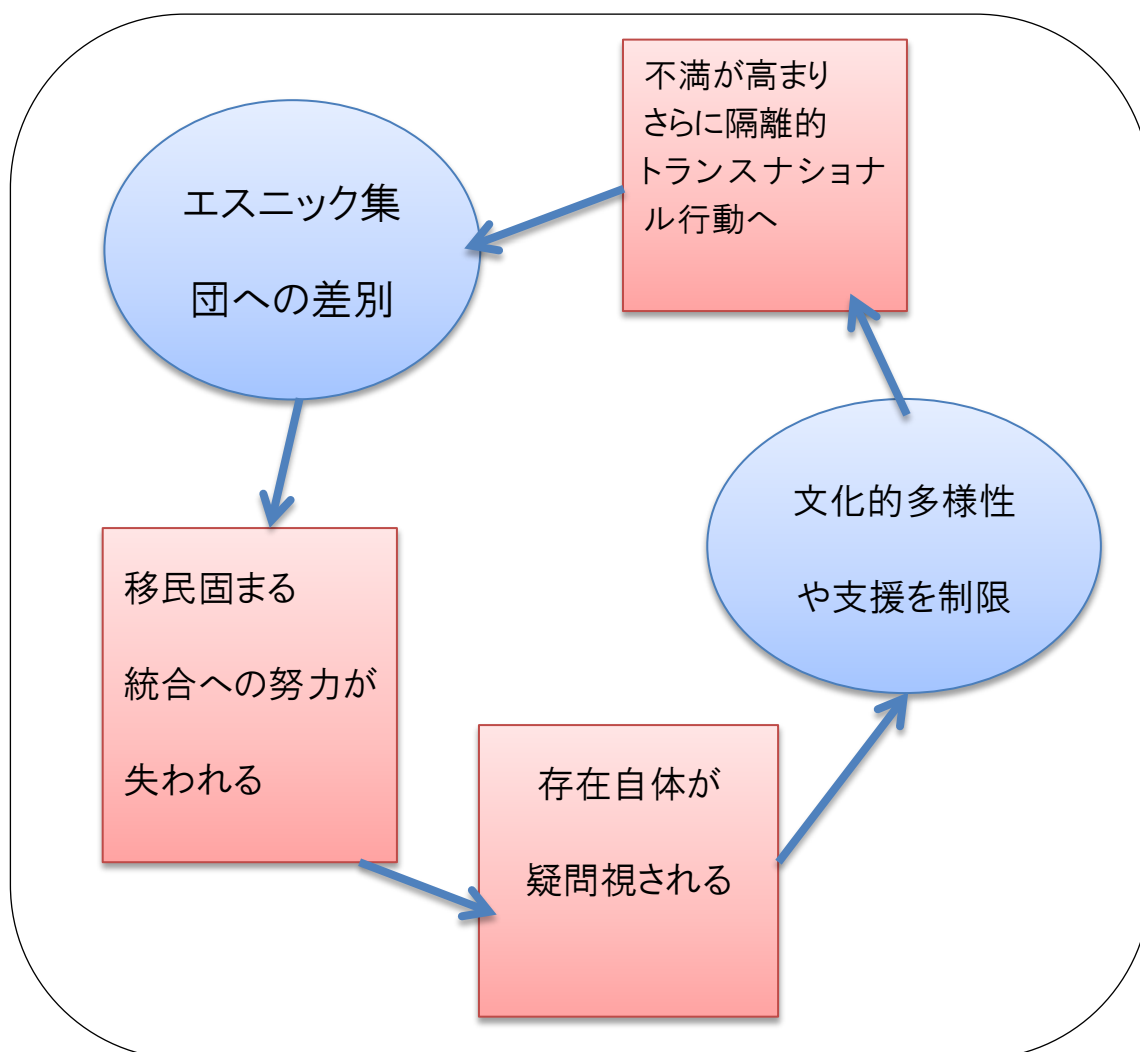 不満が高まり
さらに隔離的
トランスナショナ
ル行動へ
エスニック集
団への差別
文化的多様性
や支援を制限
移民固まる
統合への努力が
失われる
存在自体が
疑問視される